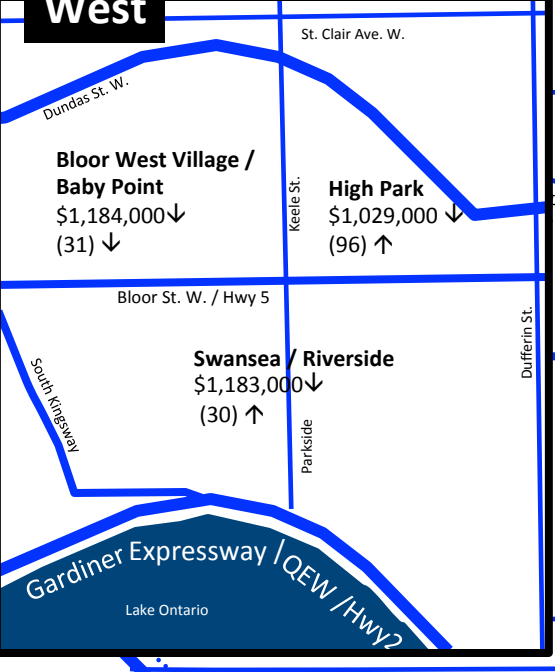 West
St. Clair Ave. W.
Dundas St. W.
Bloor West Village /
Baby Point
$1,184,000↓
(31) ↓
Keele St.
High Park
$1,029,000 ↓
(96) ↑
Bloor St. W. / Hwy 5
Dufferin St.
South Kingsway
Swansea / Riverside
$1,183,000↓
(30) ↑
Parkside
Gardiner Expressway / QEW /Hwy2
Lake Ontario